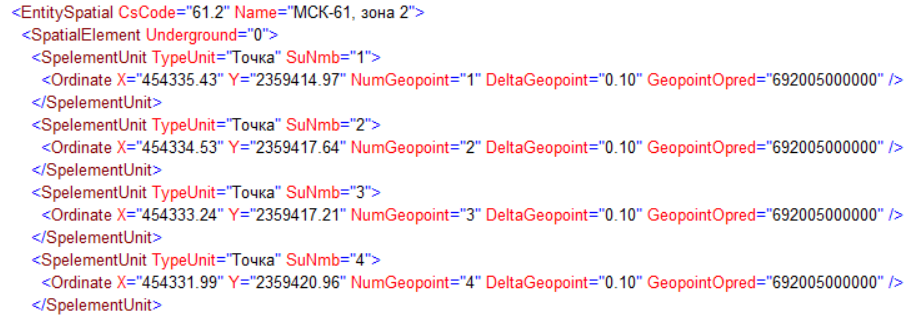 <EntitySpatial CsCode="61.2" Name="МСК-61, зона 2">
<SpatialElement Underground="0">
<SpelementUnit TypeUnit="Точка" SuNmb="1">
<Ordinate X="454335.43" Y="2359414.97" NumGeopoint="1" DeltaGeopoint="0.10" GeopointOpred="692005000000" />
</SpelementUnit>
<SpelementUnit TypeUnit="Точка" SuNmb="2">
<Ordinate X="454334.53" Y="2359417.64" NumGeopoint="2" DeltaGeopoint="0.10" GeopointOpred="692005000000" />
</SpelementUnit>
<SpelementUnit TypeUnit="Точка" SuNmb="3">
<Ordinate X="454333.24" Y="2359417.21" NumGeopoint="3" DeltaGeopoint="0.10" GeopointOpred="692005000000" />
</SpelementUnit>
<SpelementUnit TypeUnit="Точка" SuNmb="4">
<Ordinate X="454331.99" Y="2359420.96" NumGeopoint="4" DeltaGeopoint="0.10" GeopointOpred="692005000000" />
</SpelementUnit>